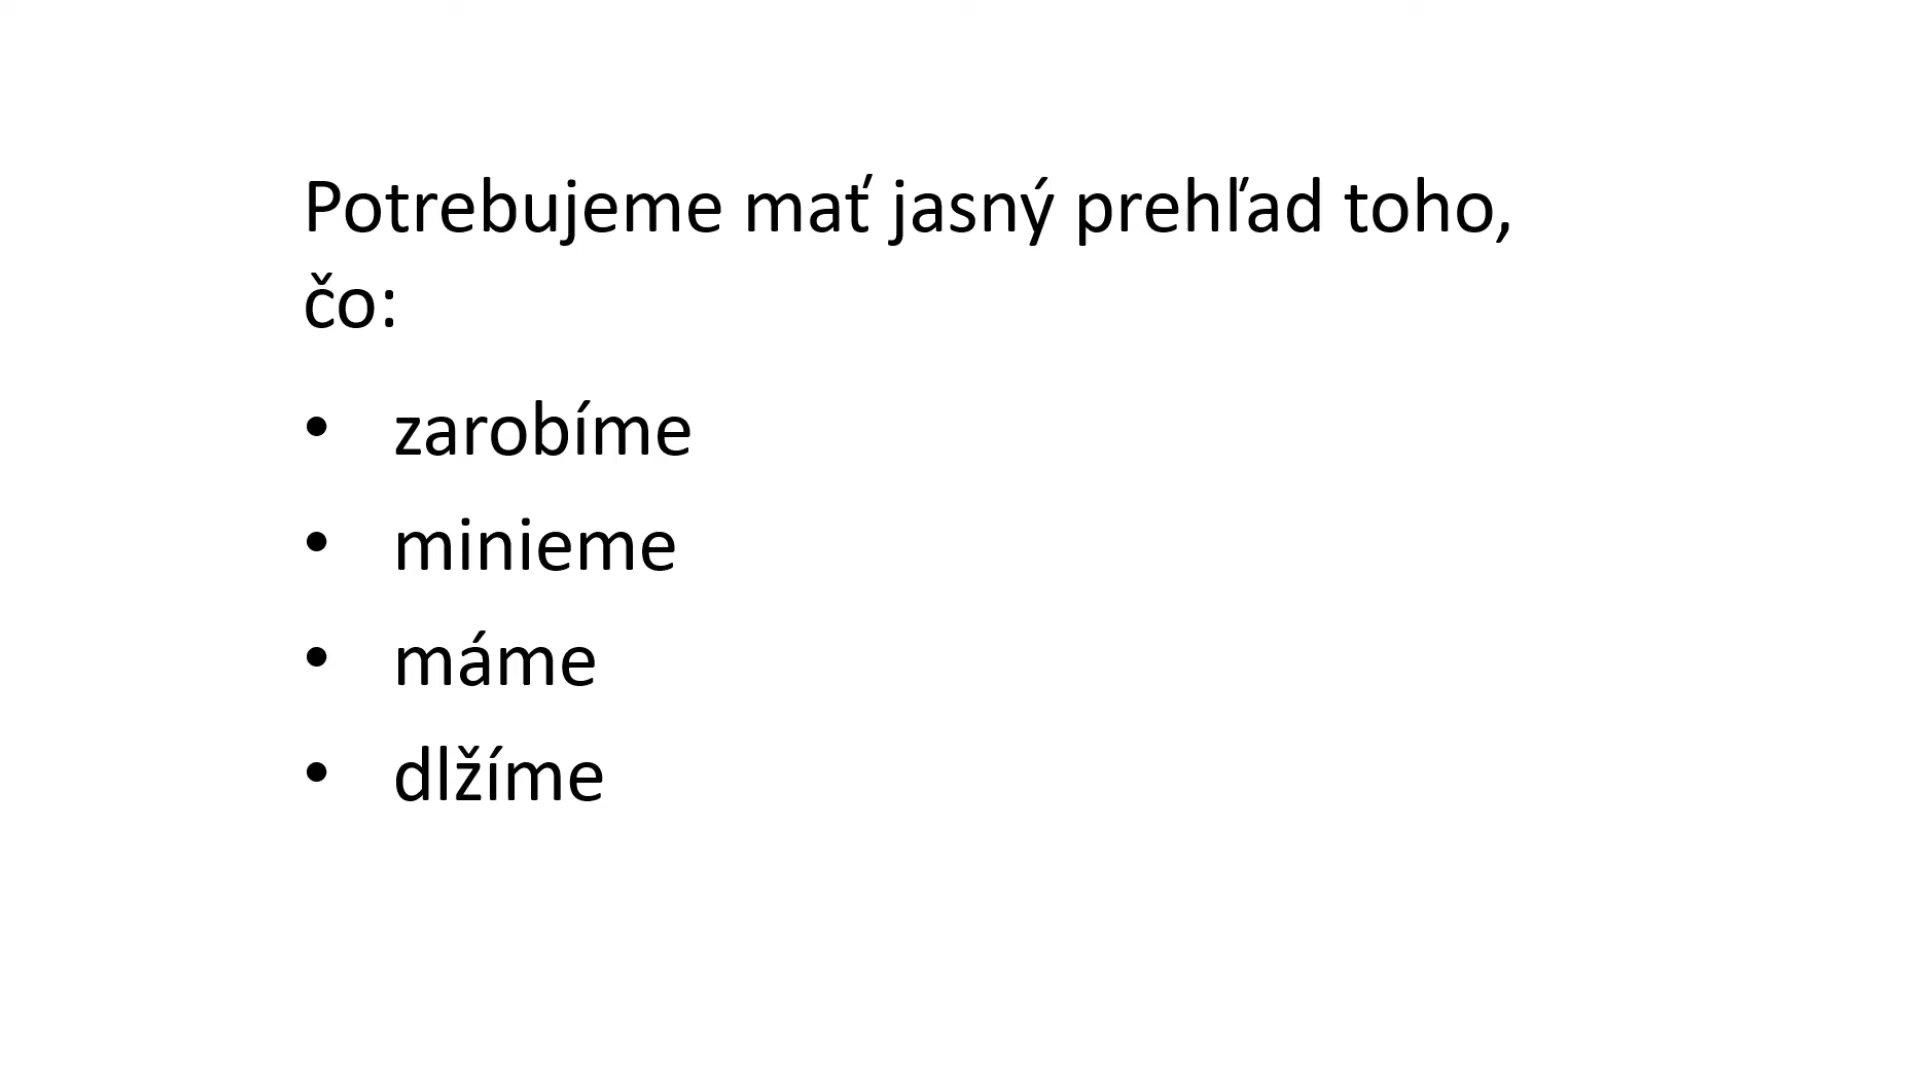 Potrebujeme mať jasný prehľad toho,
čo:
• zarobíme
• minieme
• máme
• dlžíme